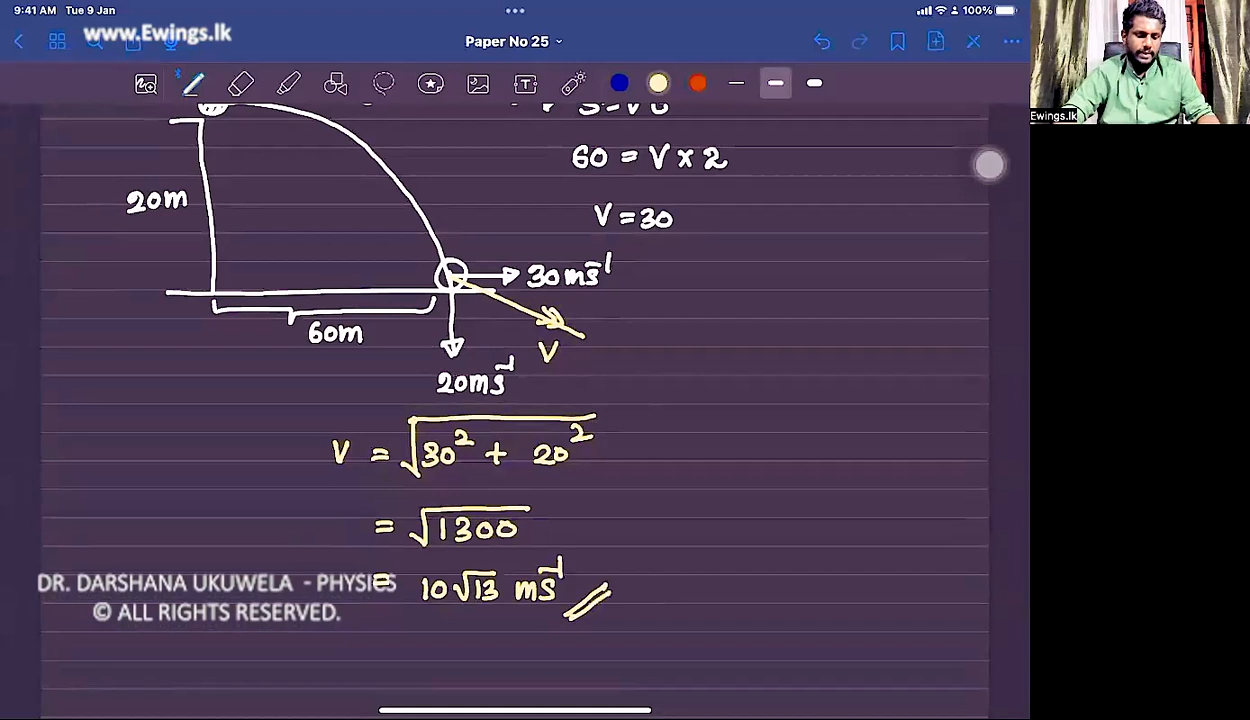 9:41 AM Tue 9 Jan
100%
www.Ewings.lk
Paper No 25
T
Ewings.lk
60 = V × 2
20m
V = 30
30ms⁻¹
60m
V
20ms⁻¹
V = √30² + 20²
= √1300
= 10√13 ms⁻¹
DR. DARSHANA UKUWELA - PHYSICS
© ALL RIGHTS RESERVED.